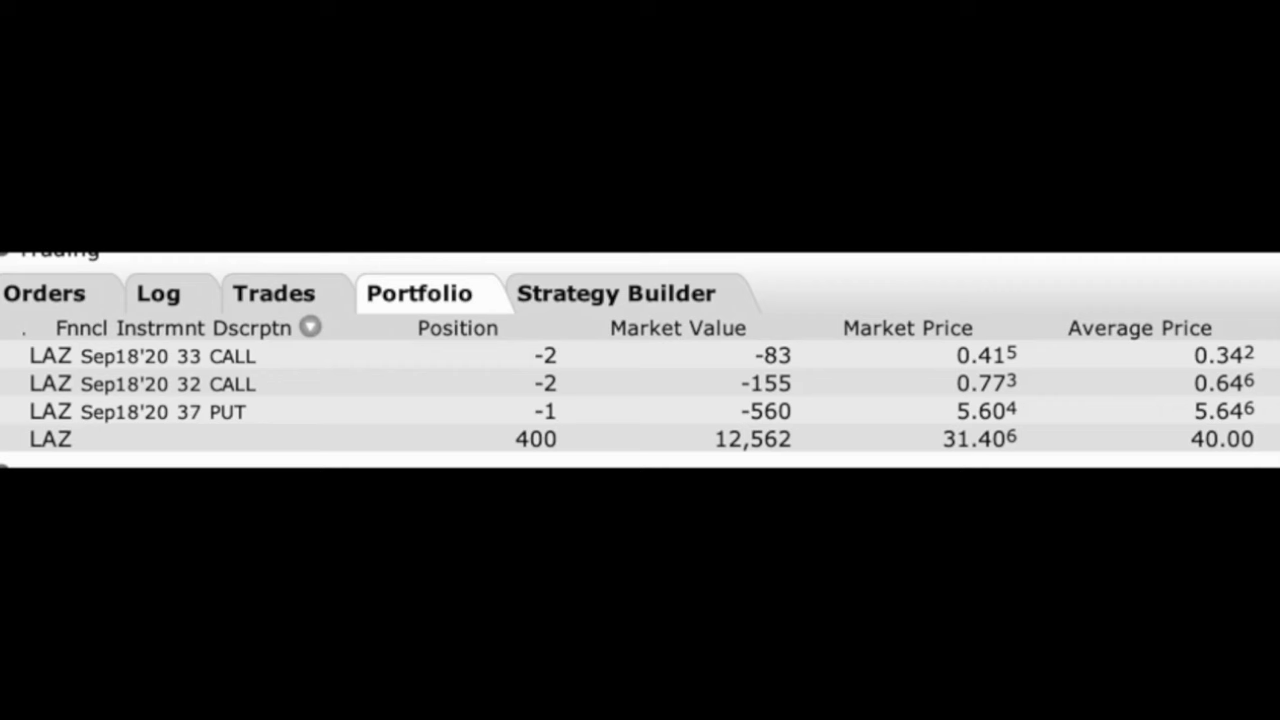 Trading
Orders Log Trades Portfolio Strategy Builder
. Fnncl Instrmnt Dscrptn Position Market Value Market Price Average Price
LAZ Sep18'20 33 CALL -2 -83 0.415 0.342
LAZ Sep18'20 32 CALL -2 -155 0.773 0.646
LAZ Sep18'20 37 PUT -1 -560 5.604 5.646
LAZ 400 12,562 31.406 40.00